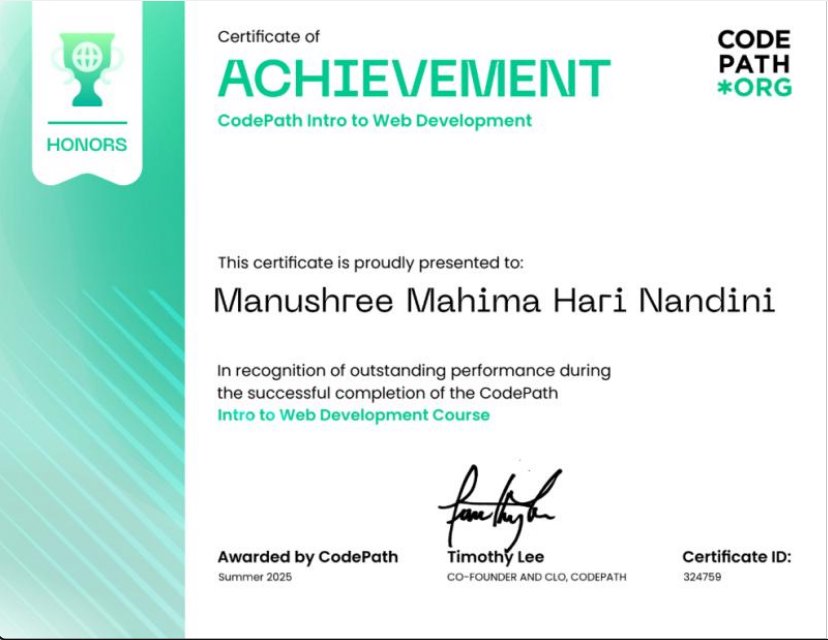 HONORS
Certificate of
ACHIEVEMENT
CodePath Intro to Web Development
CODE
PATH
*ORG
This certificate is proudly presented to:
Manushree Mahima Hari Nandini
In recognition of outstanding performance during
the successful completion of the CodePath
Intro to Web Development Course
Awarded by CodePath
Summer 2025
Timothy Lee
CO-FOUNDER AND CLO, CODEPATH
Certificate ID:
324759